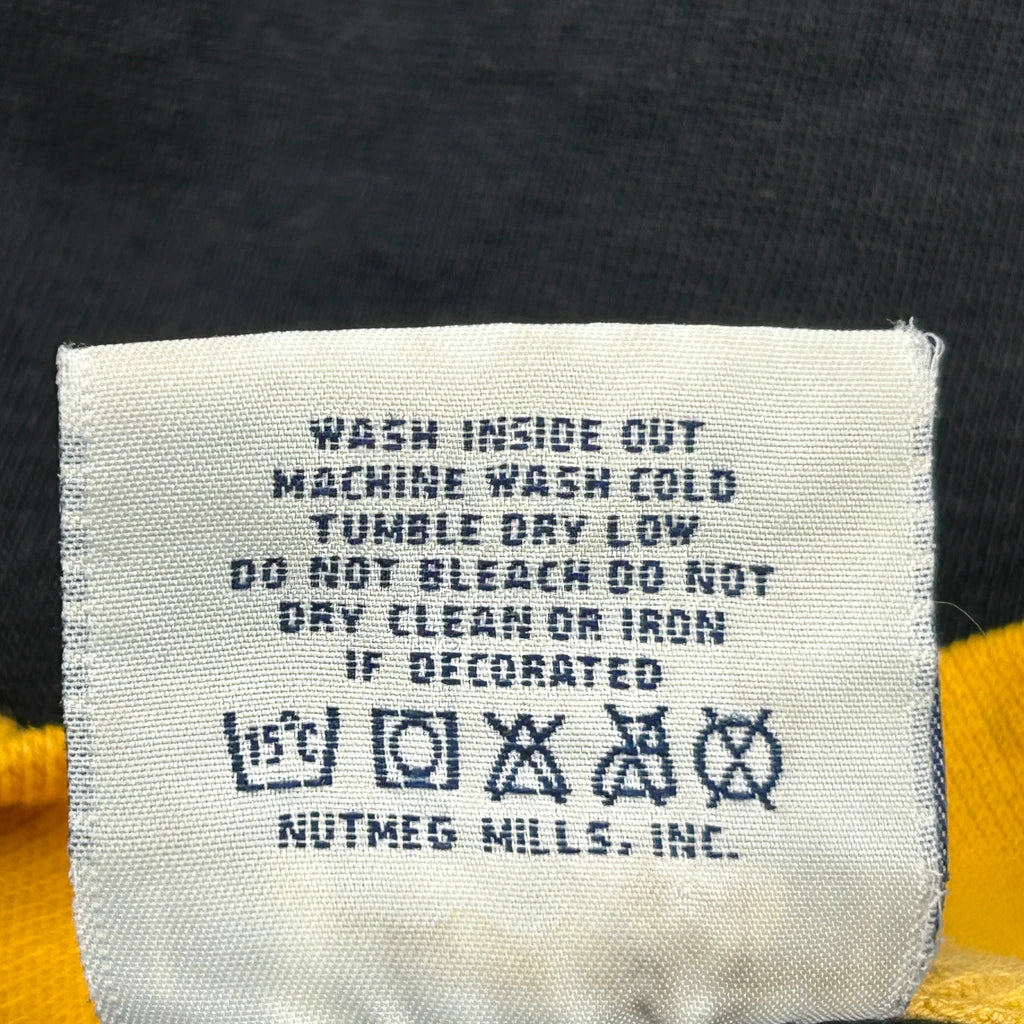 WASH INSIDE OUT
MACHINE WASH COLD
TUMBLE DRY LOW
DO NOT BLEACH DO NOT
DRY CLEAN OR IRON
IF DECORATED
15°C
NUTMEG MILLS, INC.